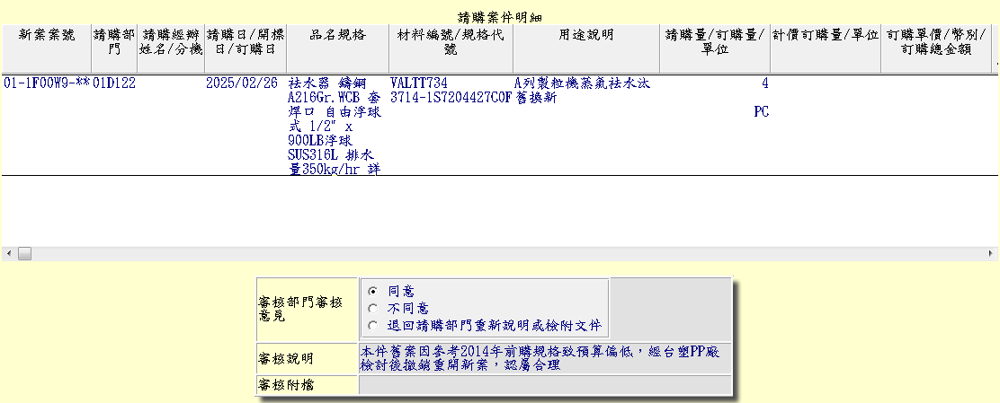 請購案件明細
新案案號 請購部門 請購經辦姓名/分機 請購日/開標日/訂購日 品名規格 材料編號/規格代號 用途說明 請購量/訂購量/單位 計價訂購量/單位 訂購單價/幣別/訂購總金額
01-1F00W9-** 01D122 2025/02/26 祛水器 鑄鋼 VALTT734 A列製粒機蒸氣祛水汰 4
A216Gr.WCB 套 3714-1S7204427C0F 舊換新
焊口 自由浮球 PC
式 1/2" x
900LB浮球
SUS316L 排水
量350kg/hr 詳
審核部門審核意見
同意
不同意
退回請購部門重新說明或檢附文件
審核說明
本件舊案因參考2014年前購規格致預算偏低，經台塑PP廠
檢討後撤銷重開新案，認屬合理
審核附檔